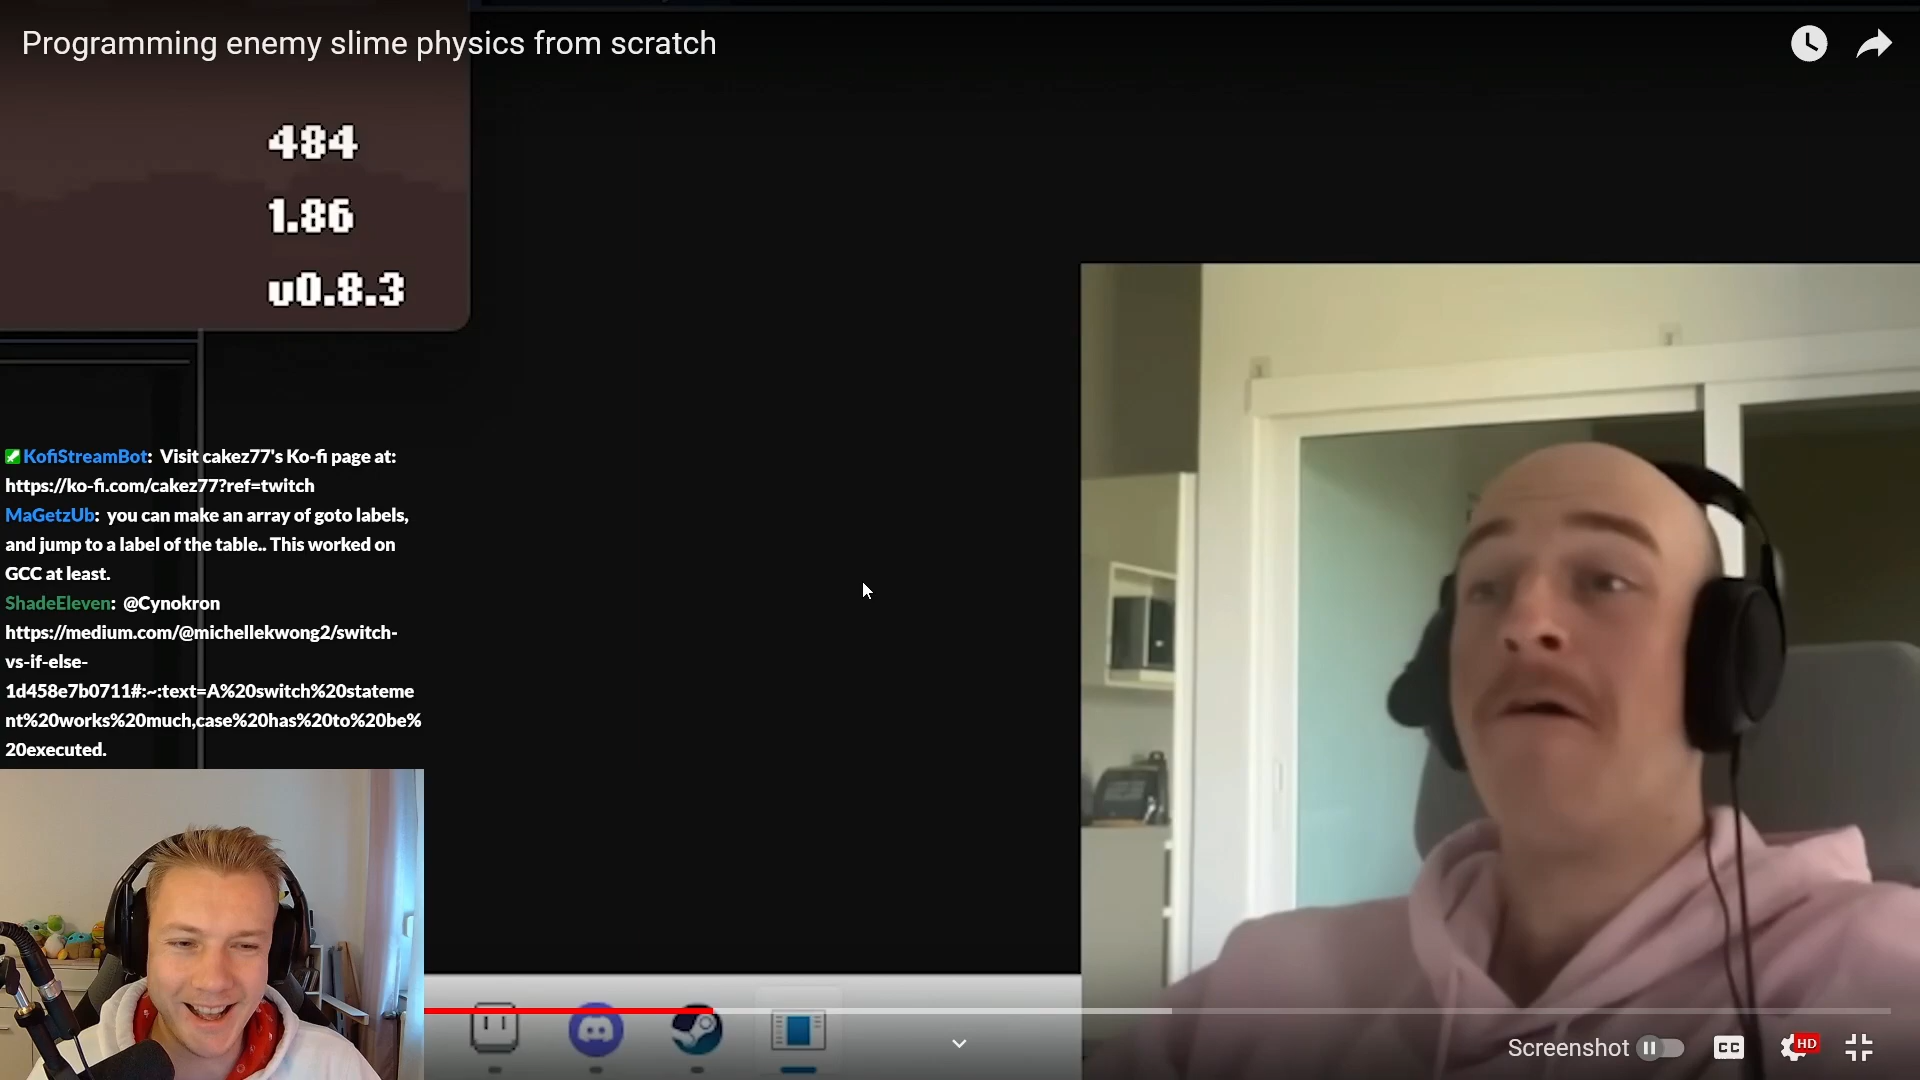 Programming enemy slime physics from scratch
484
1.86
v0.8.3
KofiStreamBot: Visit cakez77's Ko-fi page at:
https://ko-fi.com/cakez77?ref=twitch
MaGetzUb: you can make an array of goto labels,
and jump to a label of the table.. This worked on
GCC at least.
ShadeEleven: @Cynokron
https://medium.com/@michellekwong2/switch-
vs-if-else-
1d458e7b0711#:~:text=A%20switch%20stateme
nt%20works%20much,case%20has%20to%20be%
20executed.
Screenshot
CC
HD